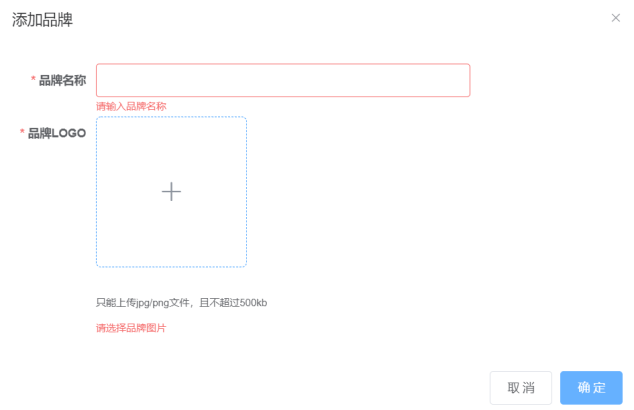 添加品牌
* 品牌名称
请输入品牌名称
* 品牌LOGO
只能上传jpg/png文件，且不超过500kb
请选择品牌图片
取消 确定